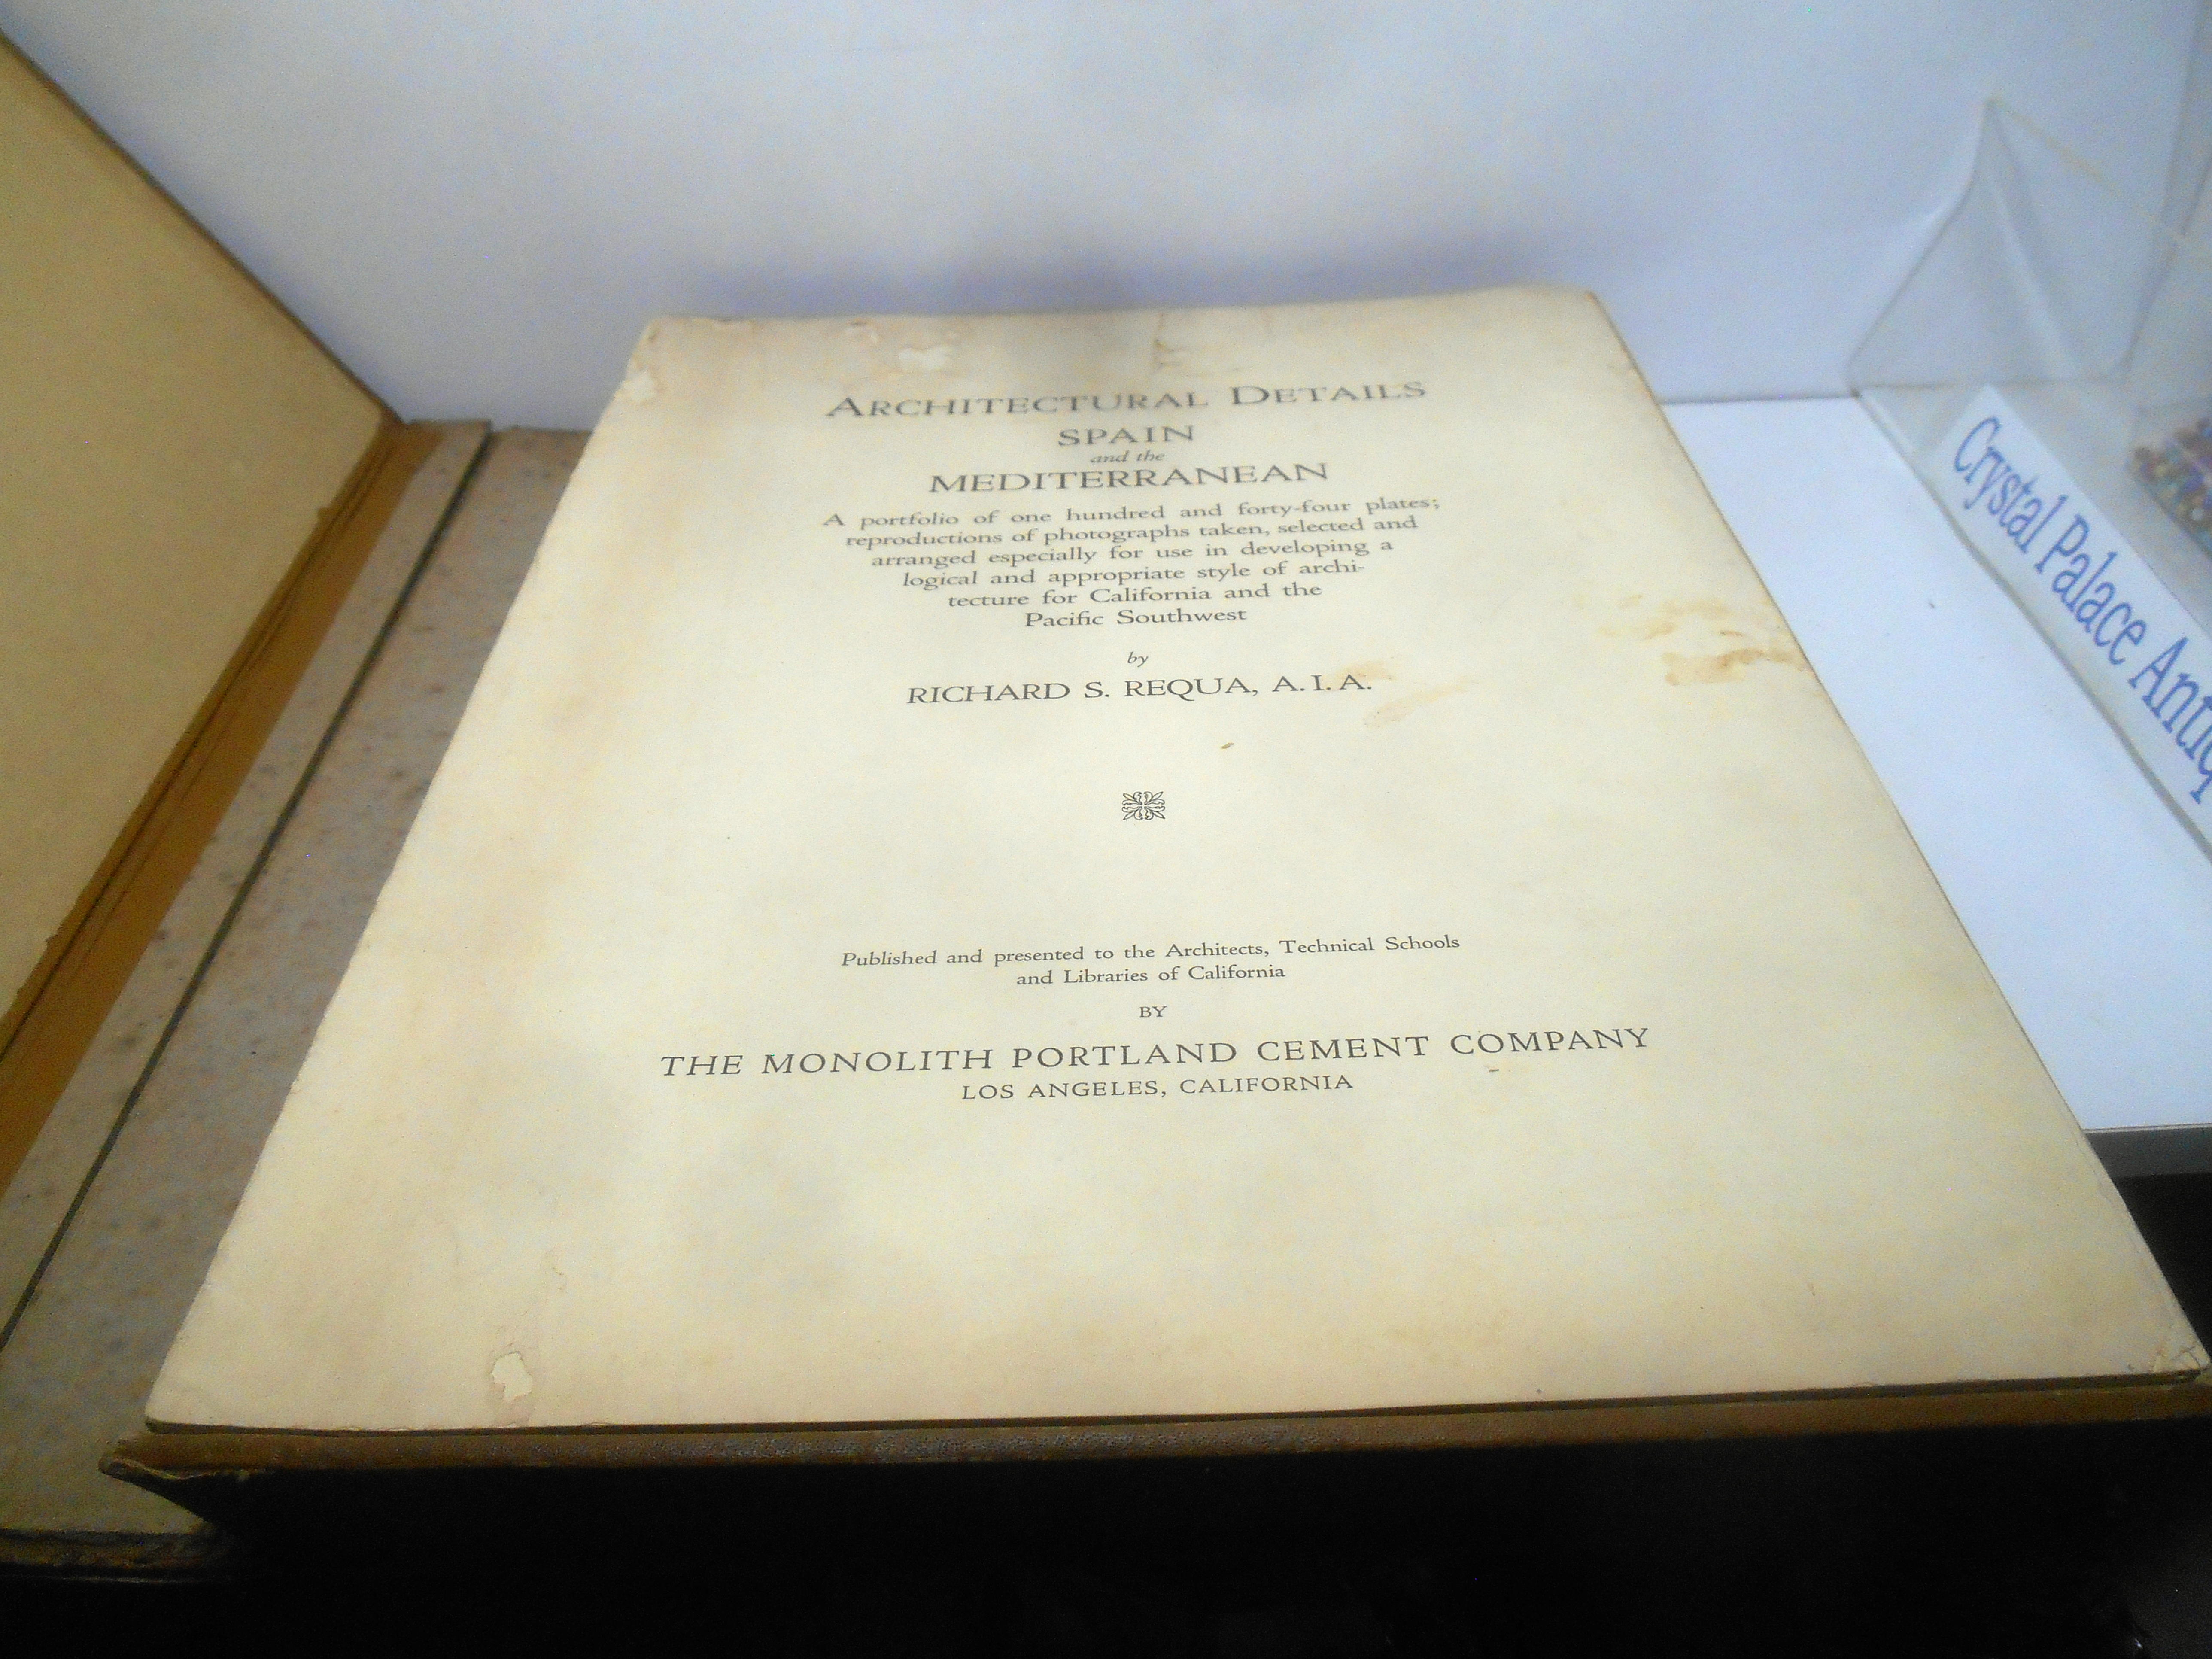 ARCHITECTURAL DETAILS
SPAIN
and the
MEDITERRANEAN
A portfolio of one hundred and forty-four plates;
reproductions of photographs taken, selected and
arranged especially for use in developing a
logical and appropriate style of archi-
tecture for California and the
Pacific Southwest
by
RICHARD S. REQUA, A. I. A.
Published and presented to the Architects, Technical Schools
and Libraries of California
BY
THE MONOLITH PORTLAND CEMENT COMPANY
LOS ANGELES, CALIFORNIA
Crystal Palace Antiq